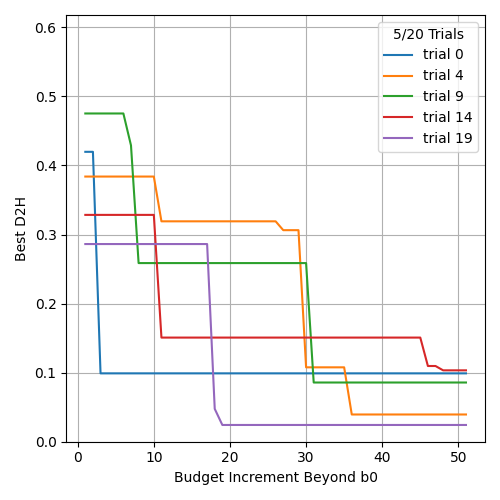 5/20 Trials
trial 0
trial 4
trial 9
trial 14
trial 19
Best D2H
0.6
0.5
0.4
0.3
0.2
0.1
0.0
0 10 20 30 40 50
Budget Increment Beyond b0